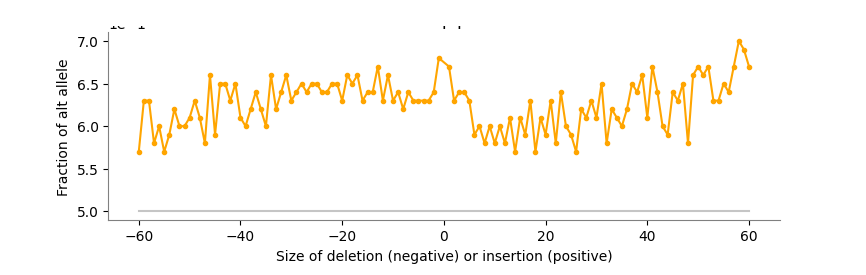 7.0
6.5
6.0
5.5
5.0
Fraction of alt allele
−60 −40 −20 0 20 40 60
Size of deletion (negative) or insertion (positive)